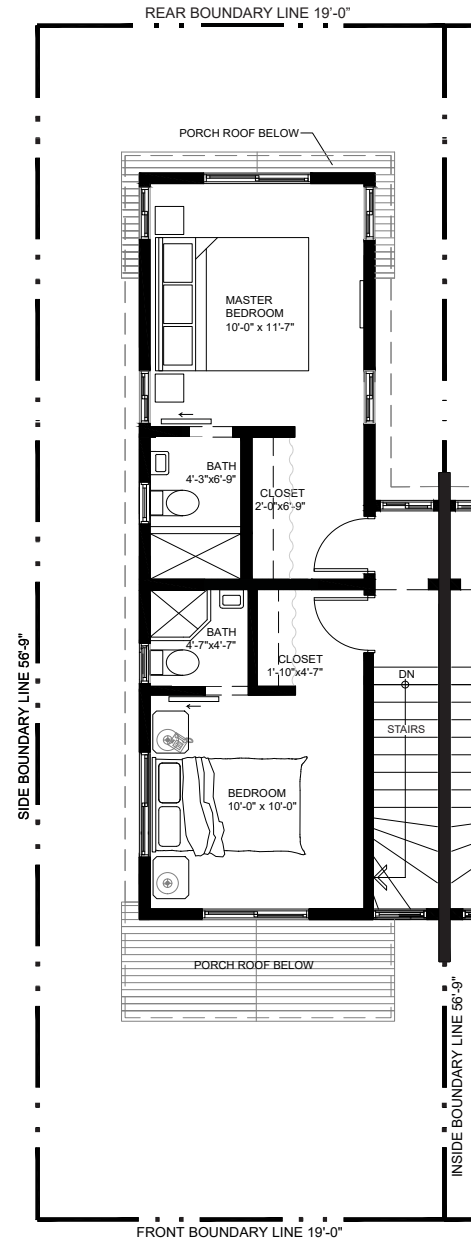 REAR BOUNDARY LINE 19'-0"
PORCH ROOF BELOW
MASTER
BEDROOM
10'-0" x 11'-7"
BATH
4'-3"x6'-9"
CLOSET
2'-0"x6'-9"
BATH
4'-7"x4'-7"
CLOSET
1'-10"x4'-7"
DN
STAIRS
SIDE BOUNDARY LINE 56'-9"
BEDROOM
10'-0" x 10'-0"
PORCH ROOF BELOW
INSIDE BOUNDARY LINE 56'-9"
FRONT BOUNDARY LINE 19'-0"